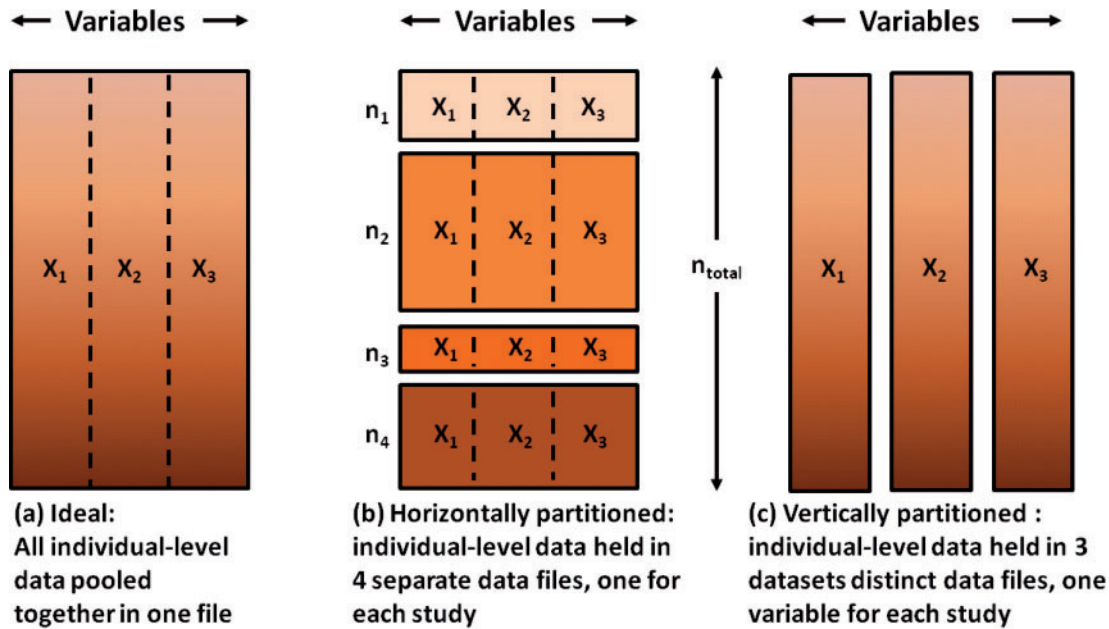 Variables
X1 X2 X3
(a) Ideal:
All individual-level
data pooled
together in one file
Variables
n1 X1 X2 X3
n2 X1 X2 X3
n3 X1 X2 X3
n4 X1 X2 X3
ntotal
(b) Horizontally partitioned:
individual-level data held in
4 separate data files, one for
each study
Variables
X1 X2 X3
(c) Vertically partitioned :
individual-level data held in 3
datasets distinct data files, one
variable for each study